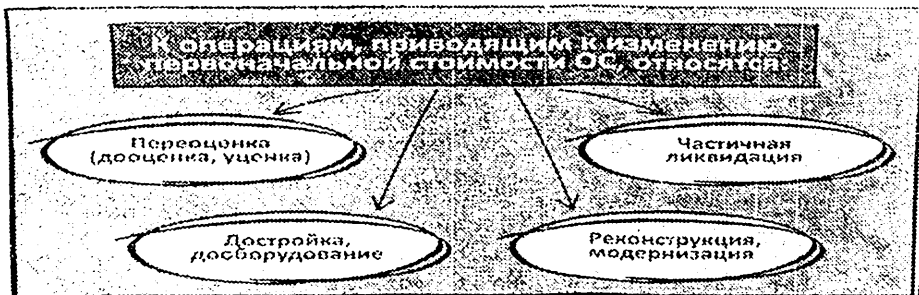 К операциям, приводящим к изменению
первоначальной стоимости ОС, относятся:
Переоценка
(дооценка, уценка)
Частичная
ликвидация
Достройка,
дооборудование
Реконструкция,
модернизация